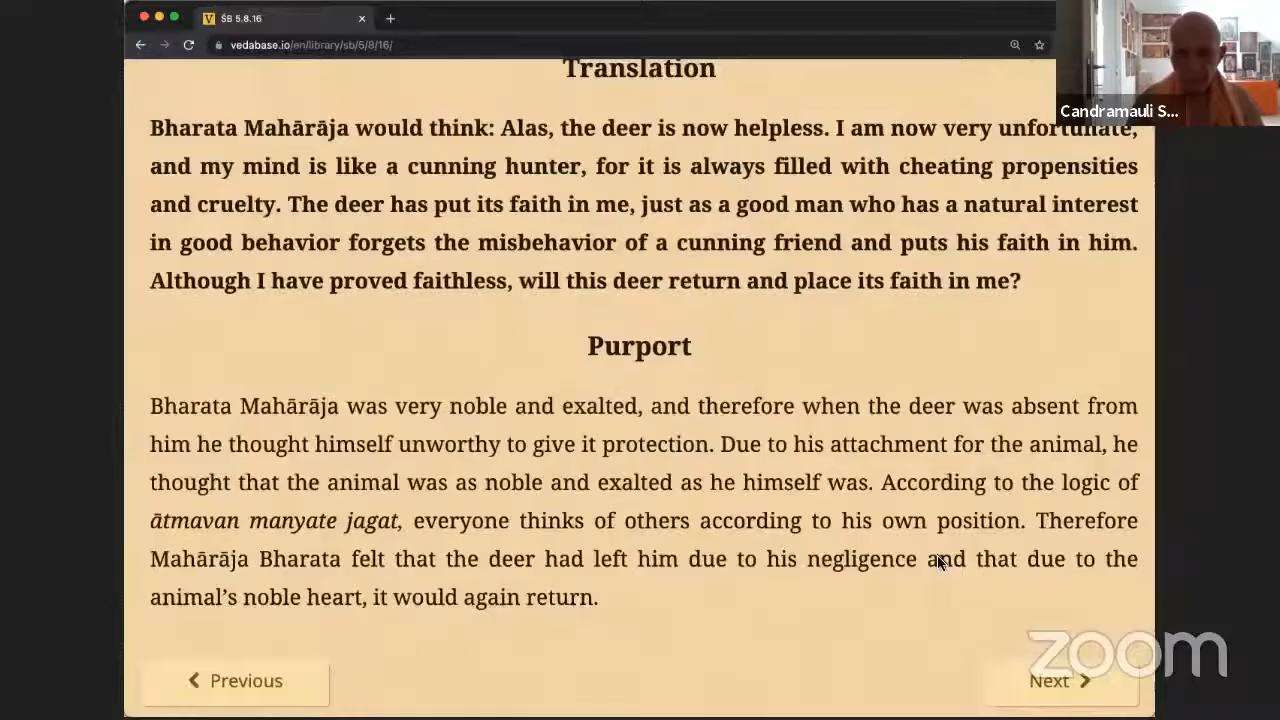 ŚB 5.8.16
vedabase.io/en/library/sb/5/8/16/
Candramauli S...
Translation
Bharata Mahārāja would think: Alas, the deer is now helpless. I am now very unfortunate,
and my mind is like a cunning hunter, for it is always filled with cheating propensities
and cruelty. The deer has put its faith in me, just as a good man who has a natural interest
in good behavior forgets the misbehavior of a cunning friend and puts his faith in him.
Although I have proved faithless, will this deer return and place its faith in me?
Purport
Bharata Mahārāja was very noble and exalted, and therefore when the deer was absent from
him he thought himself unworthy to give it protection. Due to his attachment for the animal, he
thought that the animal was as noble and exalted as he himself was. According to the logic of
ātmavan manyate jagat, everyone thinks of others according to his own position. Therefore
Mahārāja Bharata felt that the deer had left him due to his negligence and that due to the
animal’s noble heart, it would again return.
Previous
Next
zoom